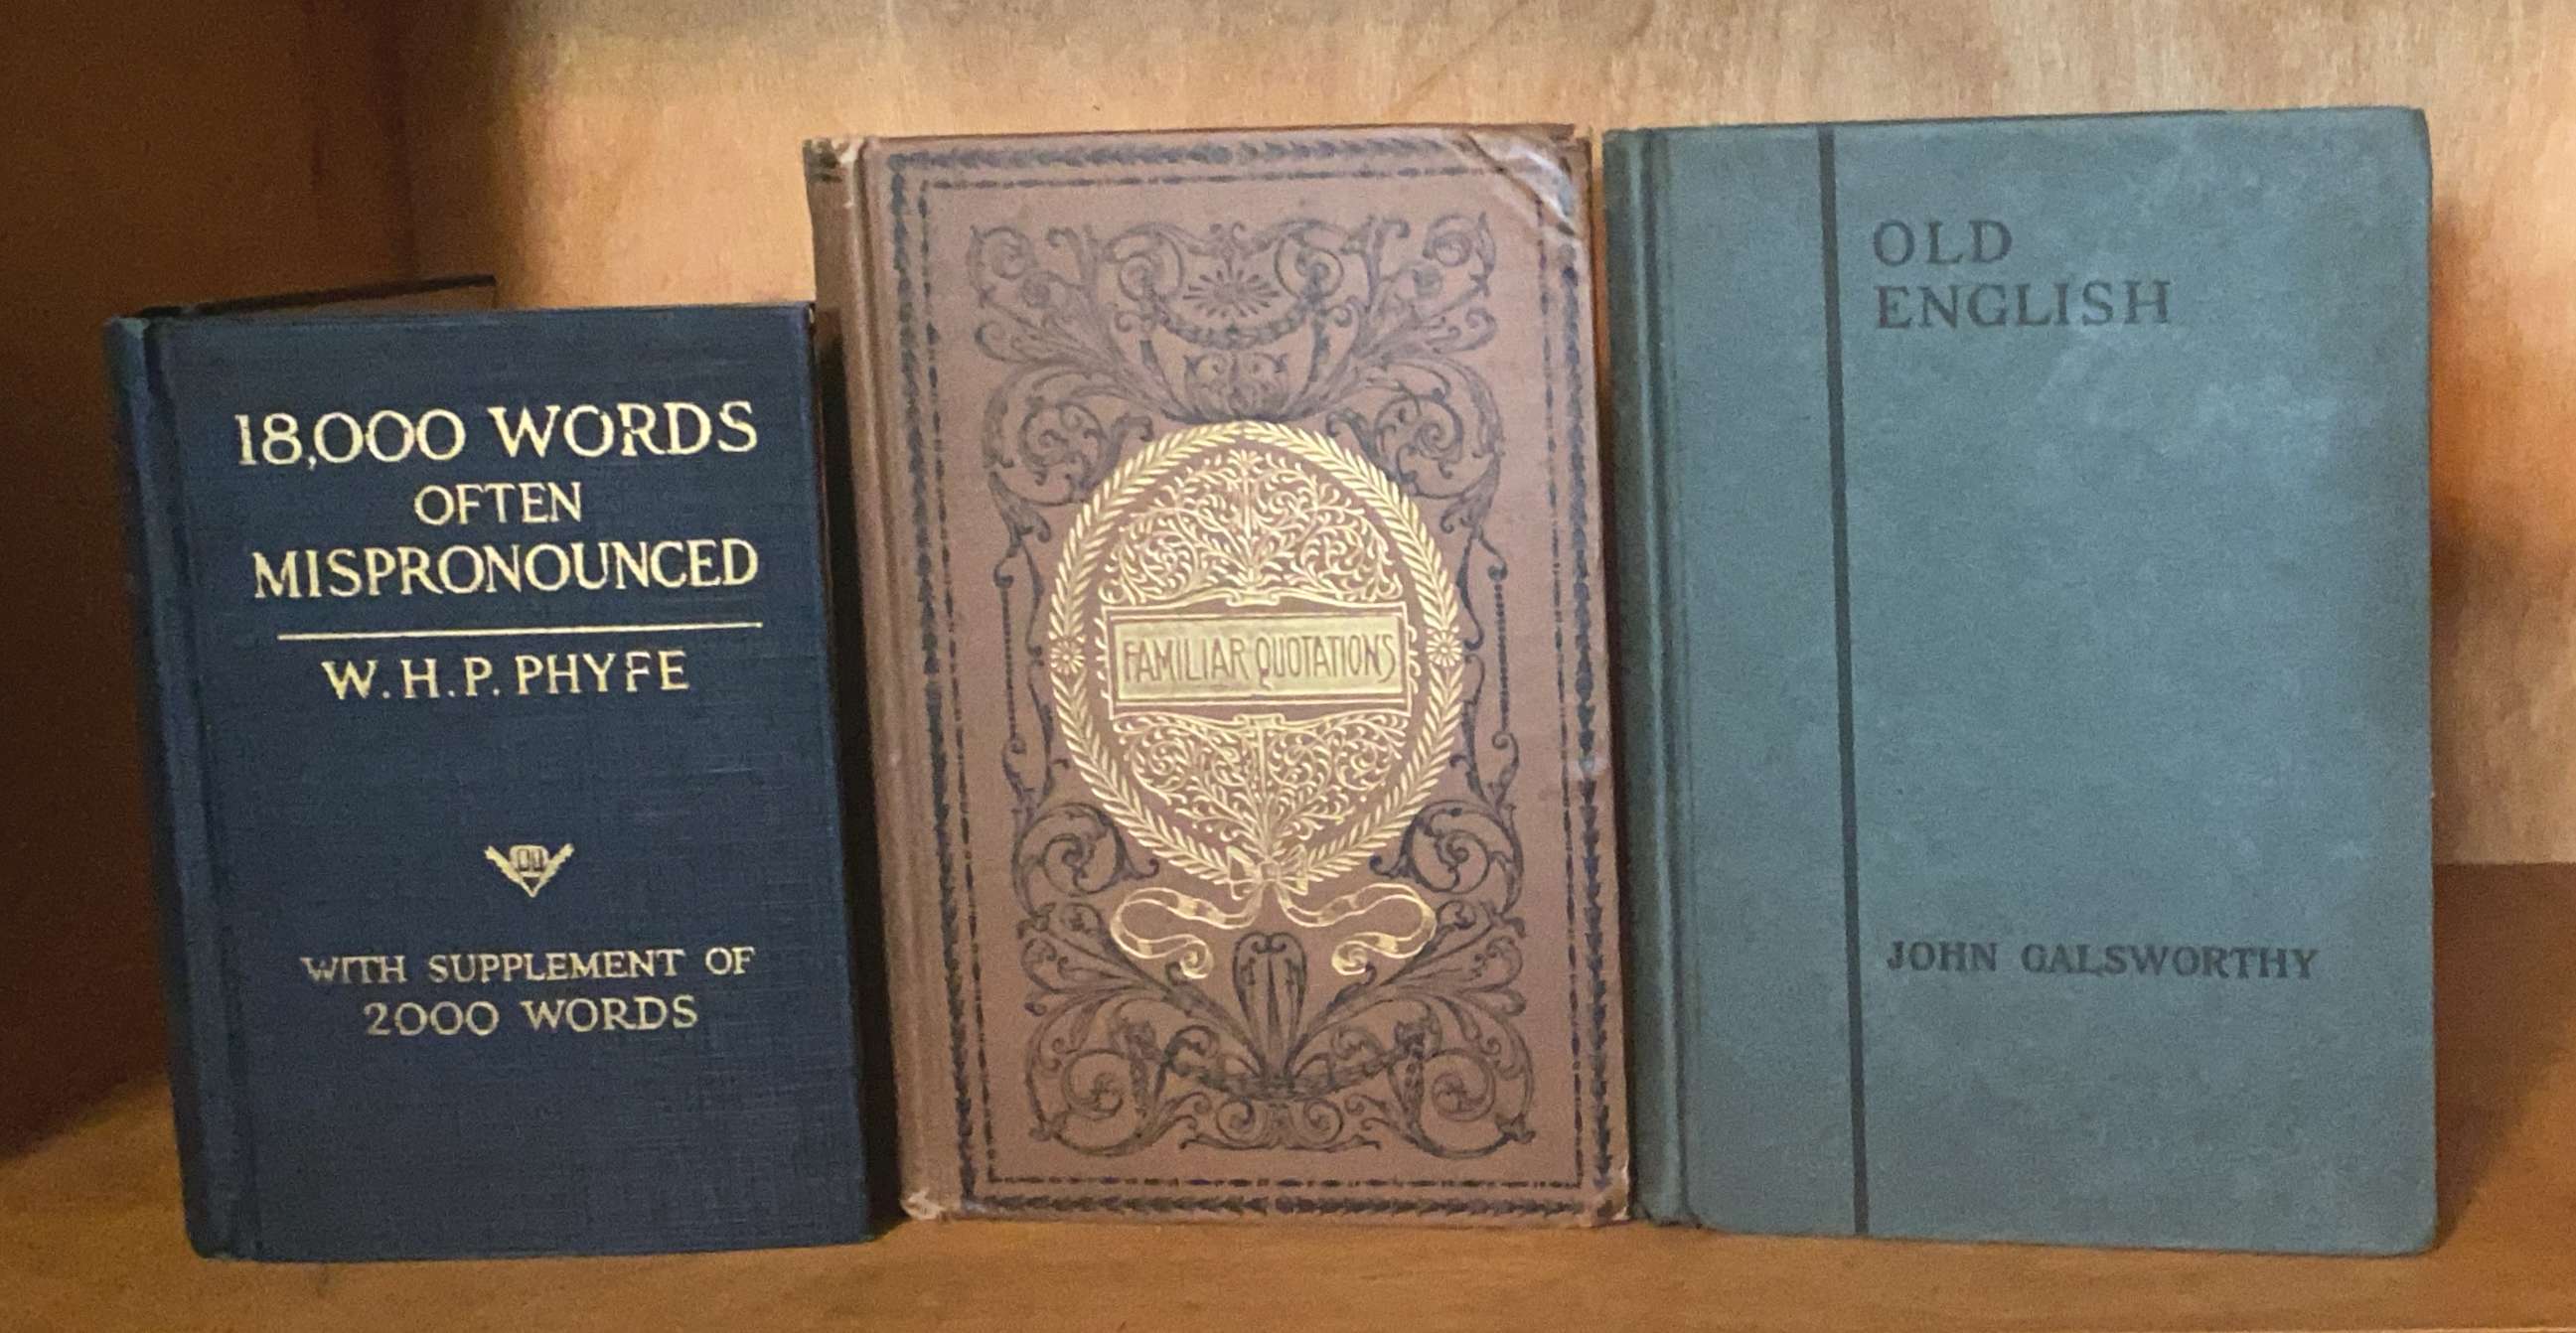 18,000 WORDS
OFTEN
MISPRONOUNCED
W. H. P. PHYFE
WITH SUPPLEMENT OF
2000 WORDS
FAMILIAR QUOTATIONS
OLD
ENGLISH
JOHN GALSWORTHY